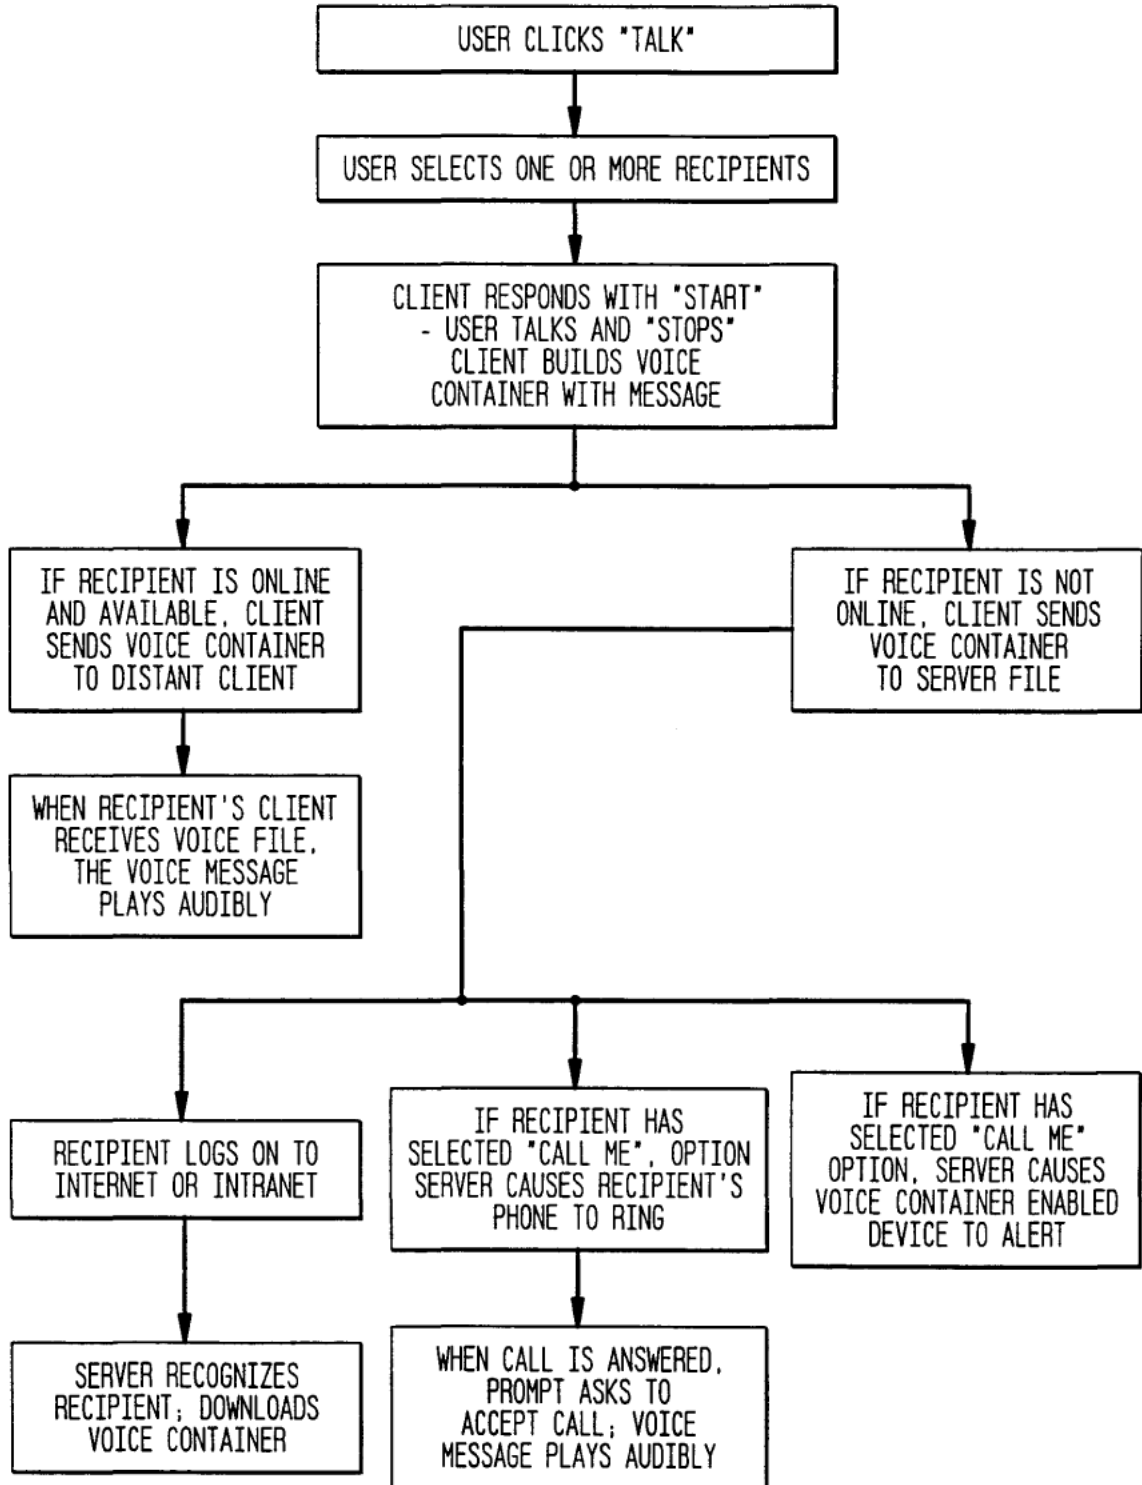 USER CLICKS "TALK"
USER SELECTS ONE OR MORE RECIPIENTS
CLIENT RESPONDS WITH "START"
- USER TALKS AND "STOPS"
CLIENT BUILDS VOICE
CONTAINER WITH MESSAGE
IF RECIPIENT IS ONLINE
AND AVAILABLE, CLIENT
SENDS VOICE CONTAINER
TO DISTANT CLIENT
IF RECIPIENT IS NOT
ONLINE, CLIENT SENDS
VOICE CONTAINER
TO SERVER FILE
WHEN RECIPIENT'S CLIENT
RECEIVES VOICE FILE,
THE VOICE MESSAGE
PLAYS AUDIBLY
RECIPIENT LOGS ON TO
INTERNET OR INTRANET
IF RECIPIENT HAS
SELECTED "CALL ME", OPTION
SERVER CAUSES RECIPIENT'S
PHONE TO RING
IF RECIPIENT HAS
SELECTED "CALL ME"
OPTION, SERVER CAUSES
VOICE CONTAINER ENABLED
DEVICE TO ALERT
SERVER RECOGNIZES
RECIPIENT; DOWNLOADS
VOICE CONTAINER
WHEN CALL IS ANSWERED,
PROMPT ASKS TO
ACCEPT CALL; VOICE
MESSAGE PLAYS AUDIBLY